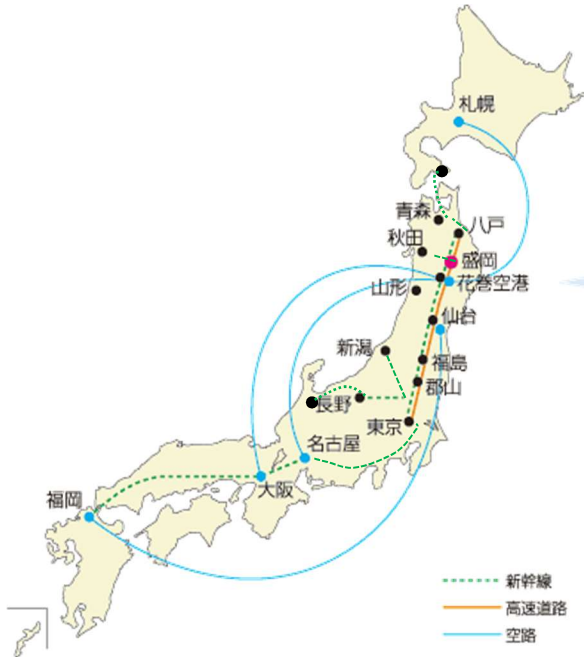 札幌
青森
八戸
秋田
盛岡
花巻空港
山形
仙台
新潟
福島
郡山
長野
東京
名古屋
大阪
福岡
新幹線
高速道路
空路